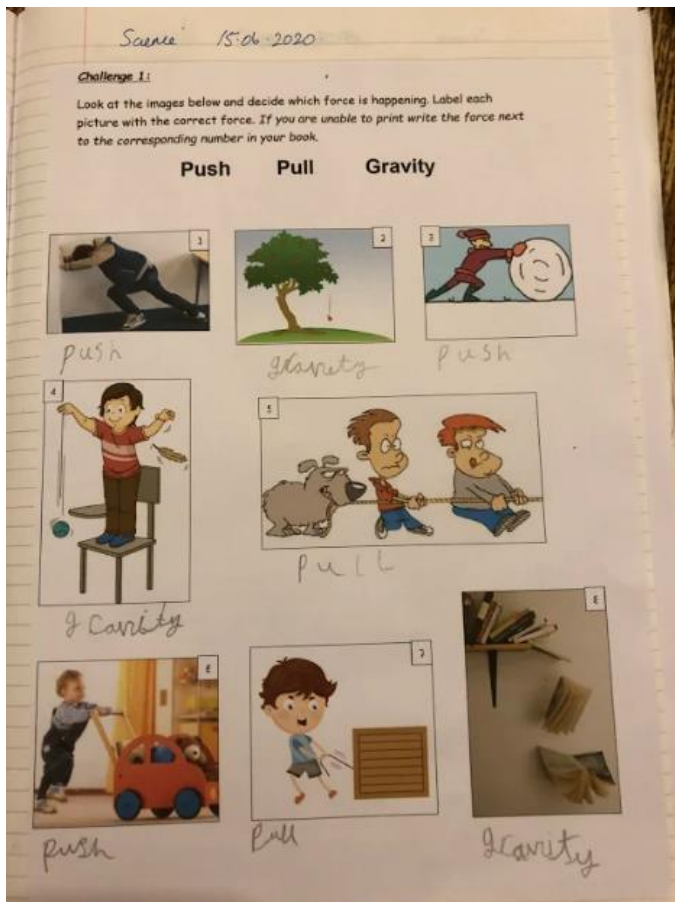 Science 15.06.2020
Challenge 1:
Look at the images below and decide which force is happening. Label each
picture with the correct force. If you are unable to print write the force next
to the corresponding number in your book.
Push Pull Gravity
1 2 3
push gravety push
4
5
pull
gravity
6 7 8
push pull gravity